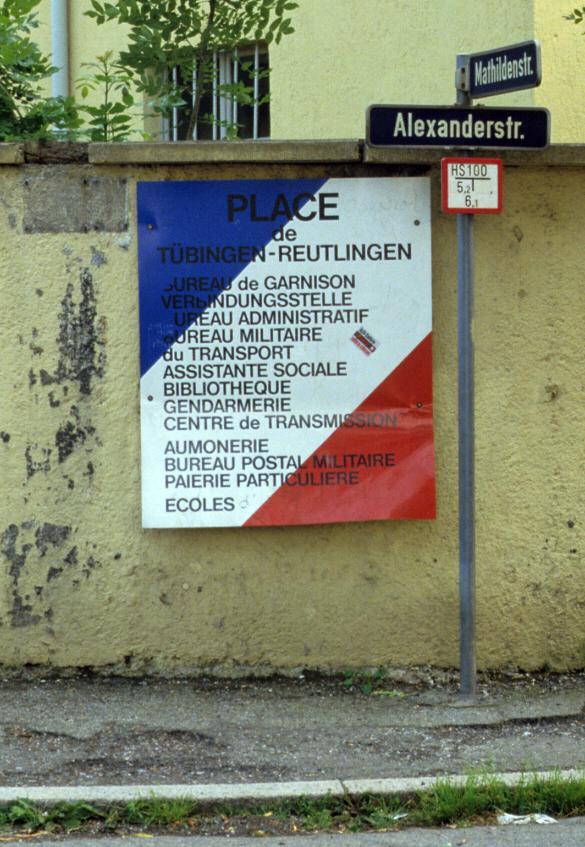 Mathildenstr.
Alexanderstr.
HS100
5,2
6,1
PLACE
de
TÜBINGEN-REUTLINGEN
BUREAU de GARNISON
VERBINDUNGSSTELLE
BUREAU ADMINISTRATIF
BUREAU MILITAIRE
du TRANSPORT
ASSISTANTE SOCIALE
BIBLIOTHEQUE
GENDARMERIE
CENTRE de TRANSMISSION
AUMONERIE
BUREAU POSTAL MILITAIRE
PAIERIE PARTICULIERE
ECOLES